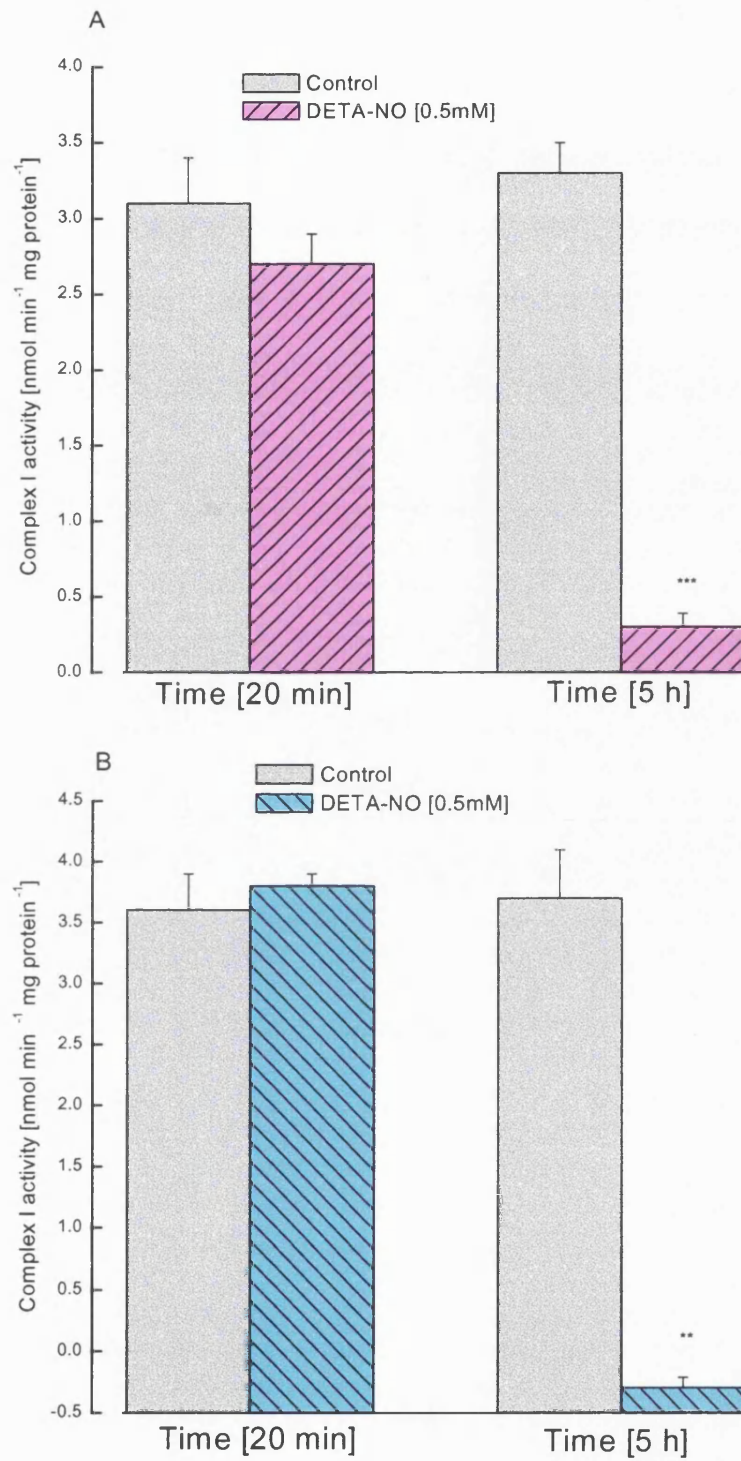 A
4.0
3.5
3.0
2.5
2.0
1.5
1.0
0.5
0.0
Complex I activity [nmol min⁻¹ mg protein⁻¹]
Control
DETA-NO [0.5mM]
***
Time [20 min]
Time [5 h]
B
4.5
4.0
3.5
3.0
2.5
2.0
1.5
1.0
0.5
0.0
-0.5
Complex I activity [nmol min ⁻¹ mg protein⁻¹]
Control
DETA-NO [0.5mM]
**
Time [20 min]
Time [5 h]